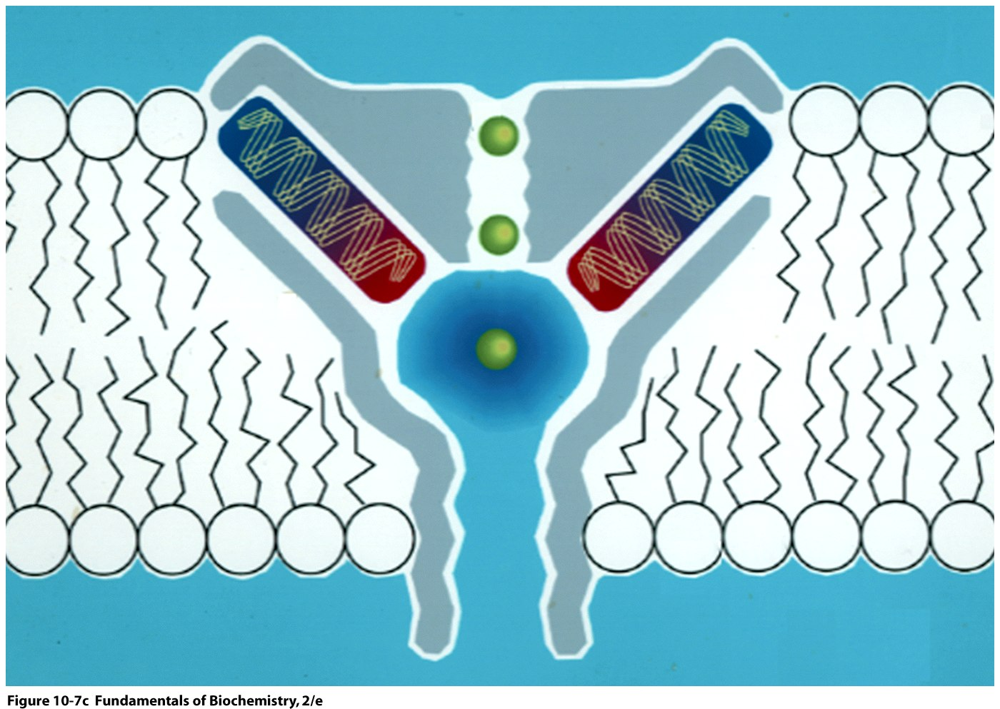 Figure 10-7c Fundamentals of Biochemistry, 2/e